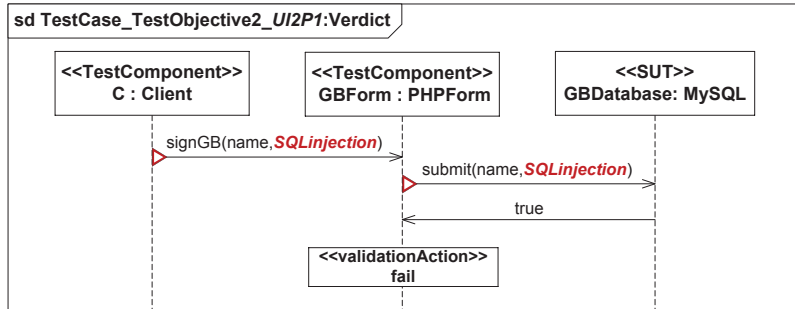 sd TestCase_TestObjective2_UI2P1:Verdict
<<TestComponent>>
C : Client
<<TestComponent>>
GBForm : PHPForm
<<SUT>>
GBDatabase: MySQL
signGB(name,SQLinjection)
submit(name,SQLinjection)
true
<<validationAction>>
fail